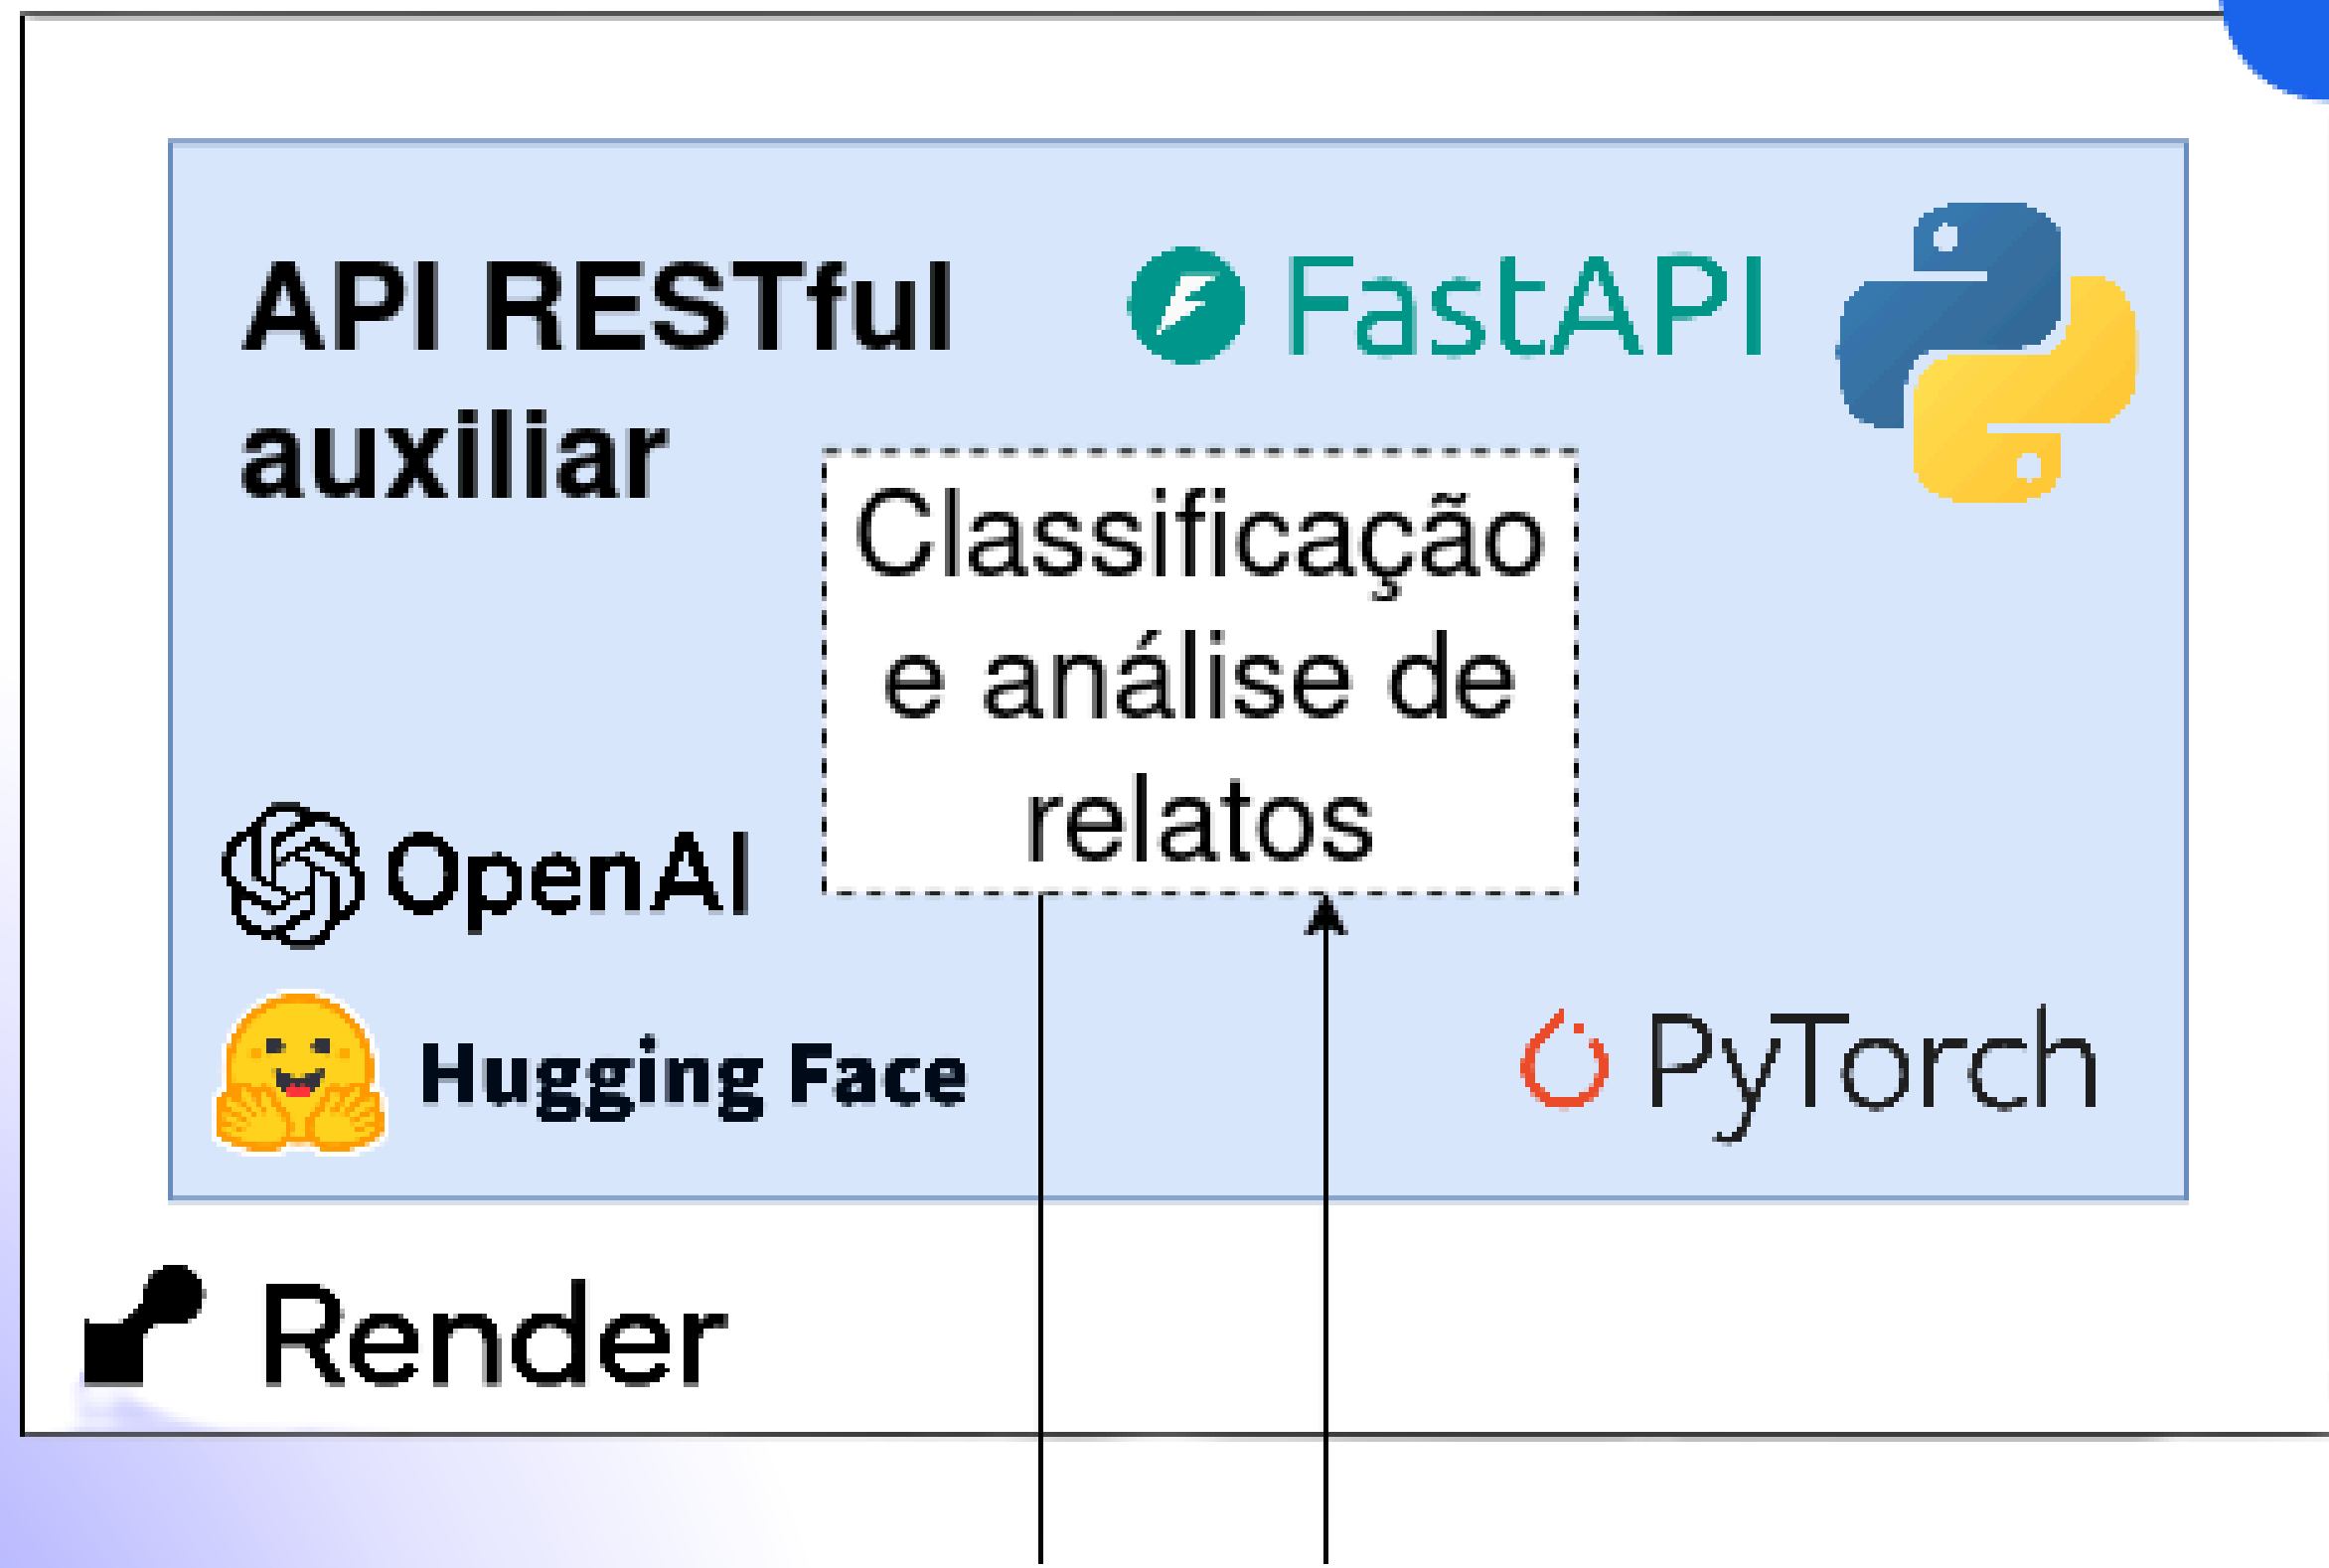 API RESTful
auxiliar
FastAPI
Classificação
e análise de
relatos
OpenAI
Hugging Face
PyTorch
Render